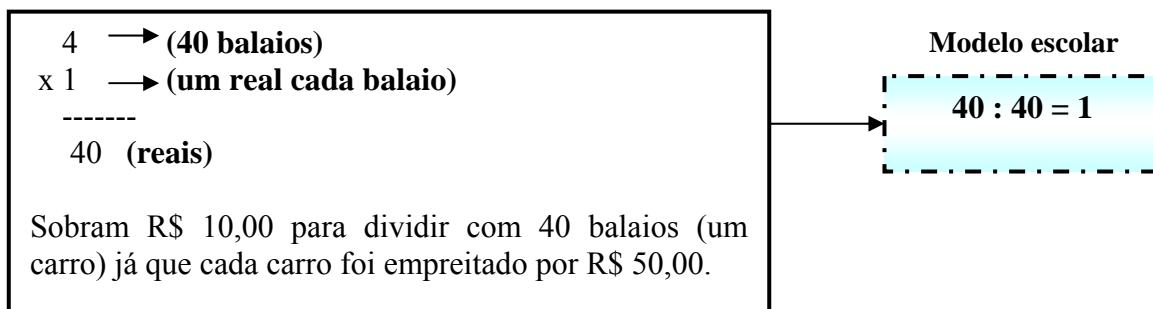 4 (40 balaios)
x 1 (um real cada balaio)
-------
40 (reais)
Sobram R$ 10,00 para dividir com 40 balaios (um
carro) já que cada carro foi empreitado por R$ 50,00.
Modelo escolar
40 : 40 = 1